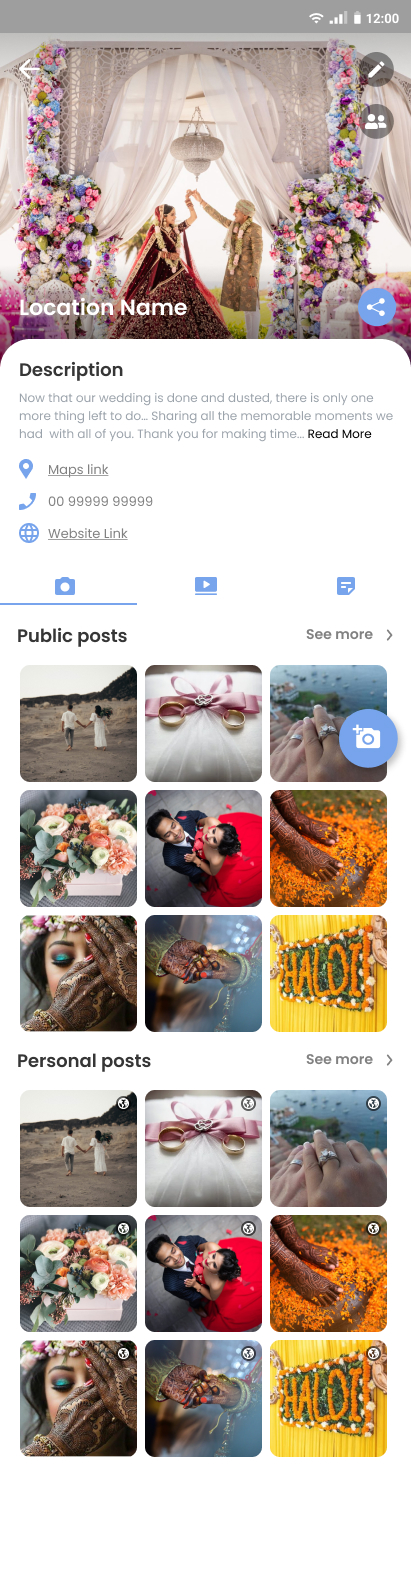 12:00
Location Name
Description
Now that our wedding is done and dusted, there is only one
more thing left to do... Sharing all the memorable moments we
had with all of you. Thank you for making time... Read More
Maps link
00 99999 99999
Website Link
Public posts
See more
HALDI
Personal posts
See more
HALDI